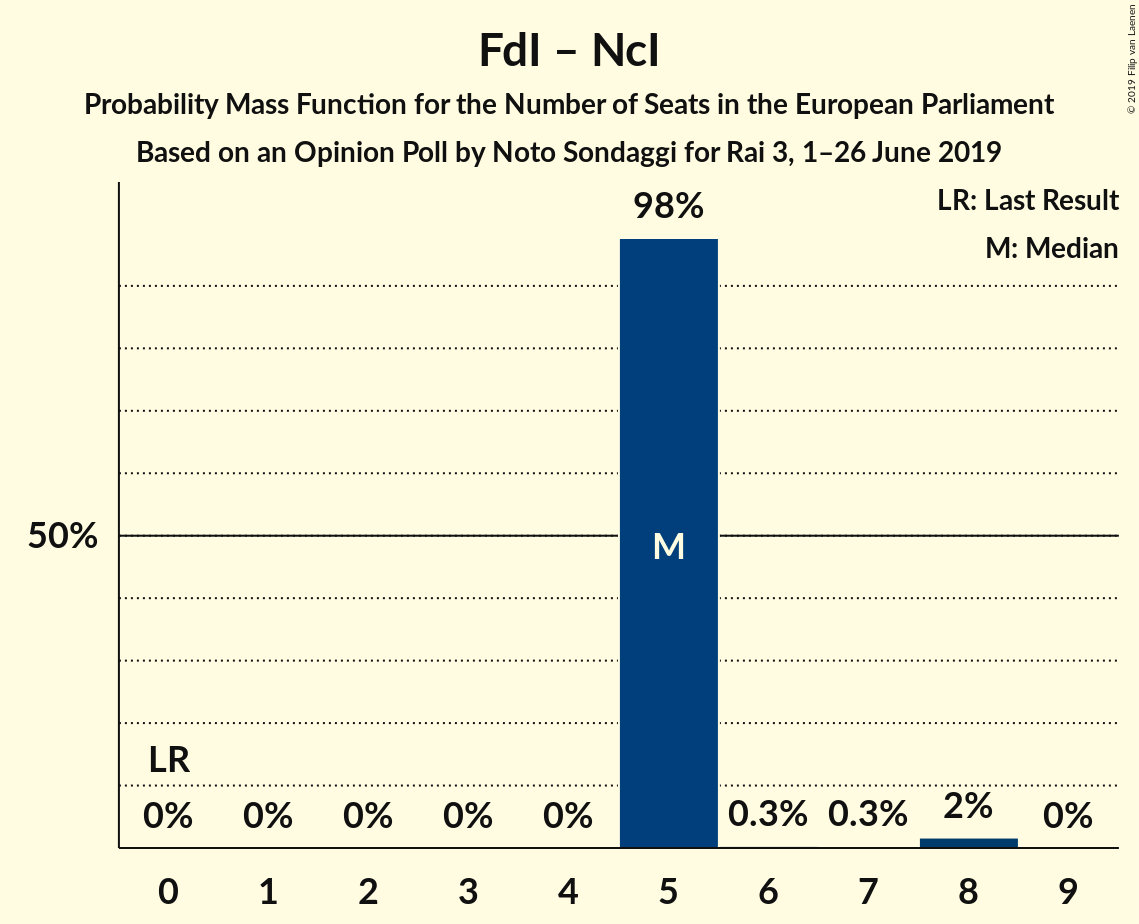 FdI – NcI
Probability Mass Function for the Number of Seats in the European Parliament
Based on an Opinion Poll by Noto Sondaggi for Rai 3, 1–26 June 2019
© 2019 Filip van Laenen
LR: Last Result
M: Median
98%
50%
M
LR
0% 0% 0% 0% 0% 0.3% 0.3% 2% 0%
0 1 2 3 4 5 6 7 8 9